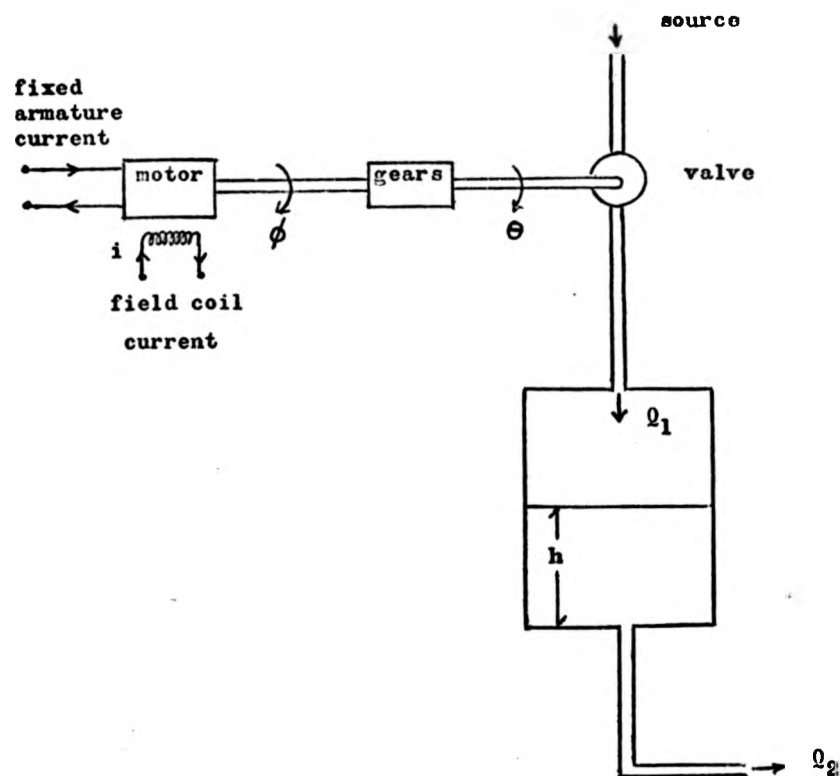 source
fixed
armature
current
motor
gears
valve
ϕ
θ
i
field coil
current
Q1
h
Q2